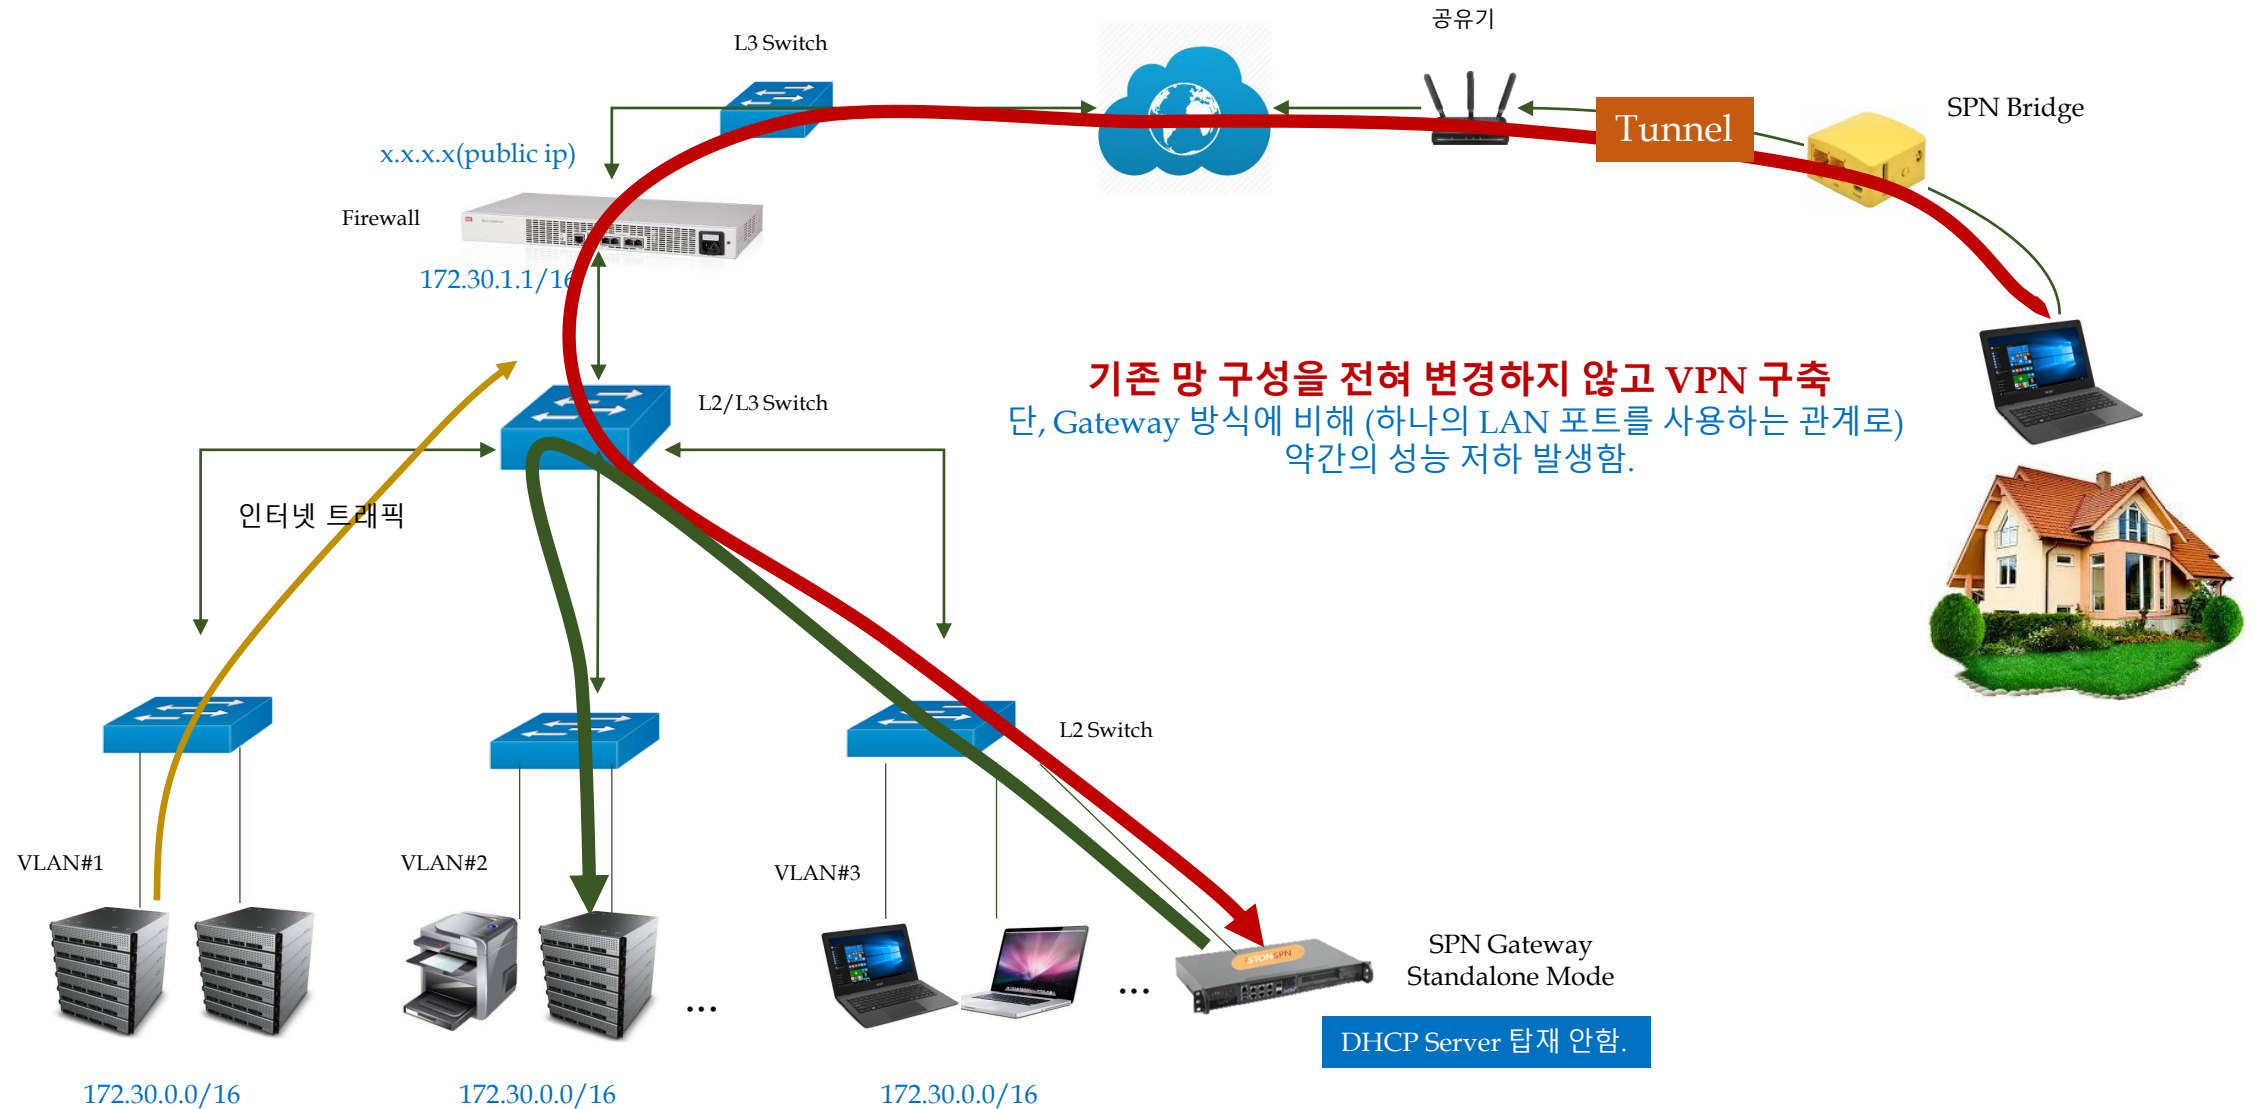 공유기
L3 Switch
SPN Bridge
Tunnel
x.x.x.x(public ip)
Firewall
172.30.1.1/16
기존 망 구성을 전혀 변경하지 않고 VPN 구축
단, Gateway 방식에 비해 (하나의 LAN 포트를 사용하는 관계로)
약간의 성능 저하 발생함.
L2/L3 Switch
인터넷 트래픽
L2 Switch
VLAN#1
VLAN#2
VLAN#3
...
...
STONSPN
SPN Gateway
Standalone Mode
DHCP Server 탑재 안함.
172.30.0.0/16
172.30.0.0/16
172.30.0.0/16